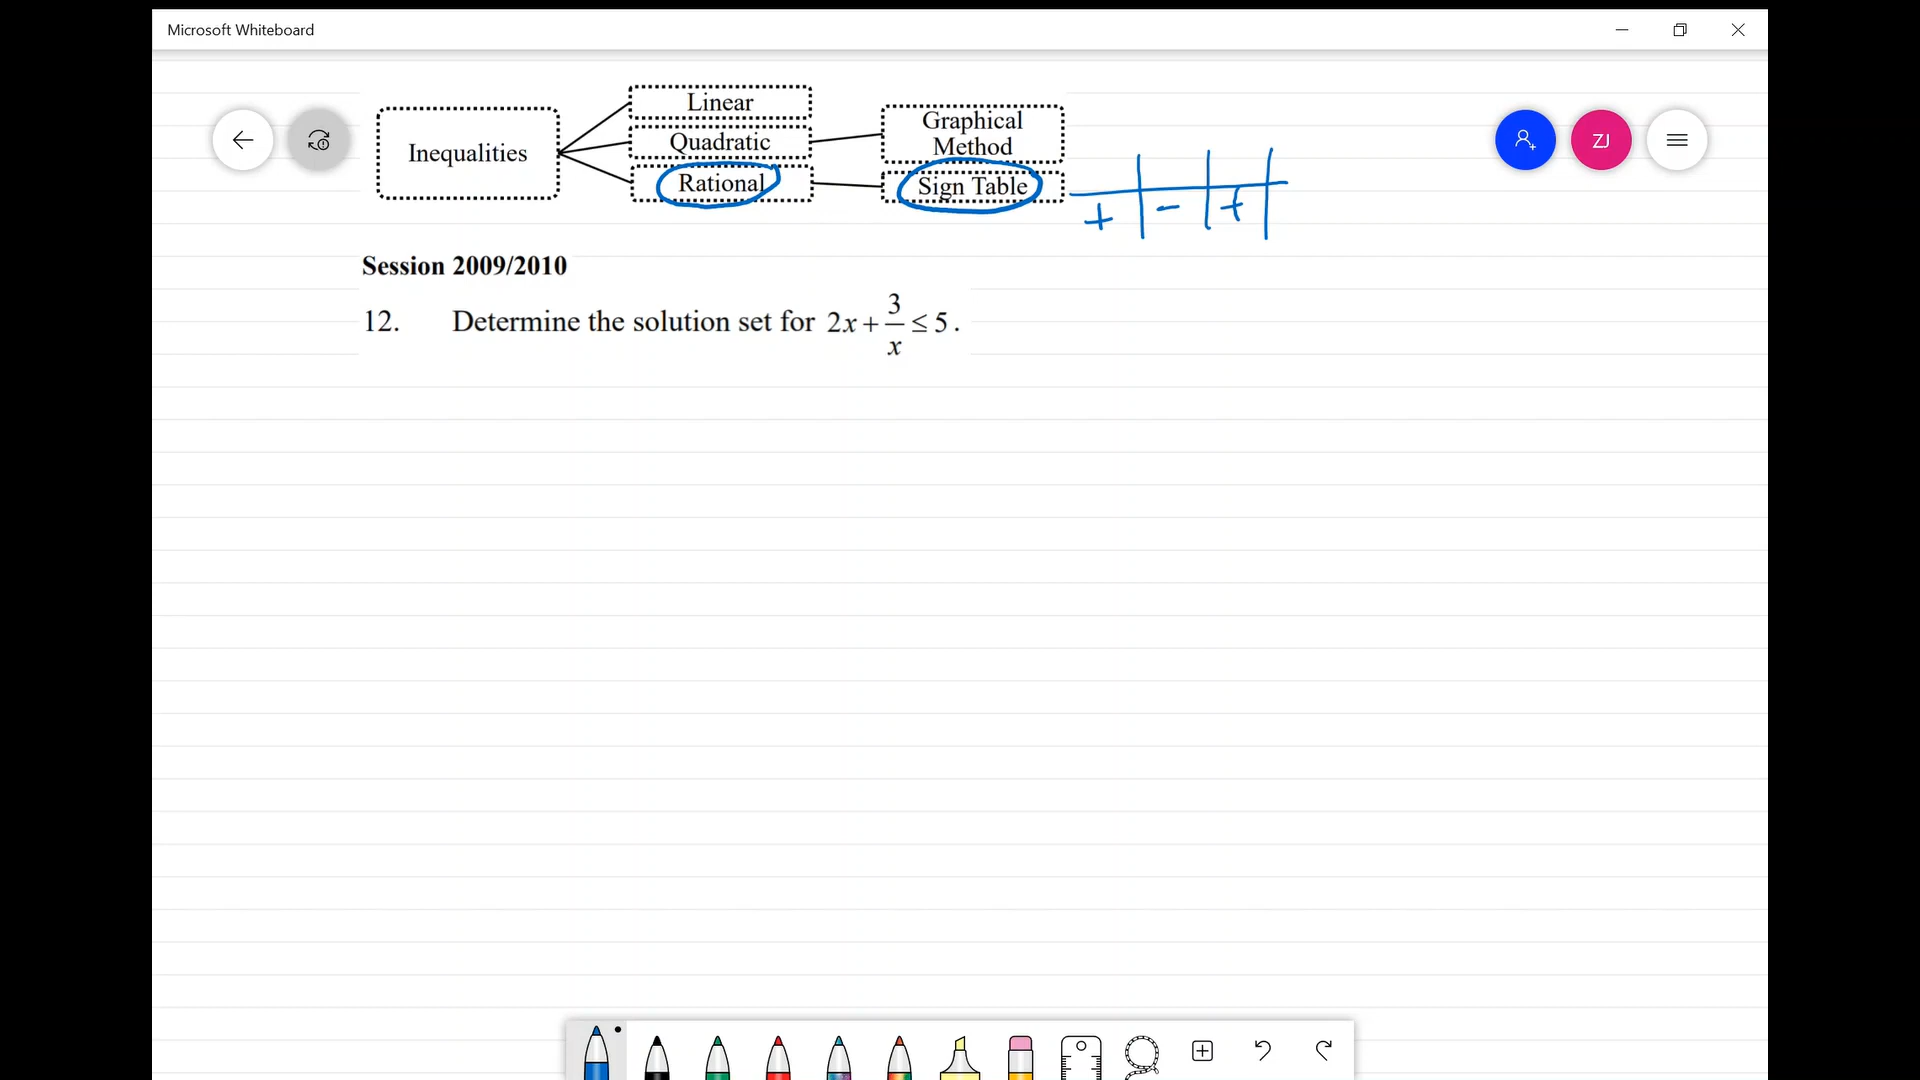 Microsoft Whiteboard
Linear
Inequalities
Quadratic
Rational
Graphical
Method
Sign Table
+ - +
ZJ
Session 2009/2010
12. Determine the solution set for 2x + 3/x ≤ 5.